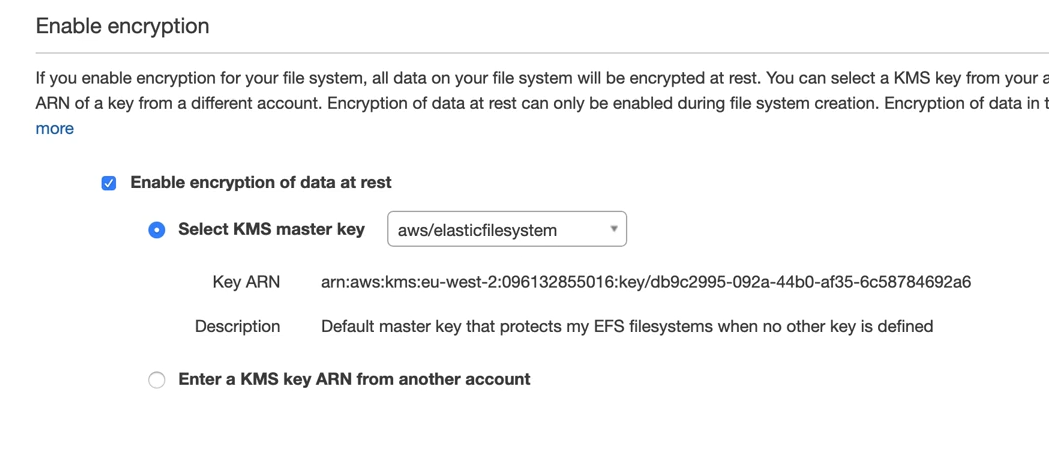 Enable encryption
If you enable encryption for your file system, all data on your file system will be encrypted at rest. You can select a KMS key from your a
ARN of a key from a different account. Encryption of data at rest can only be enabled during file system creation. Encryption of data in t
more
Enable encryption of data at rest
Select KMS master key aws/elasticfilesystem
Key ARN arn:aws:kms:eu-west-2:096132855016:key/db9c2995-092a-44b0-af35-6c58784692a6
Description Default master key that protects my EFS filesystems when no other key is defined
Enter a KMS key ARN from another account